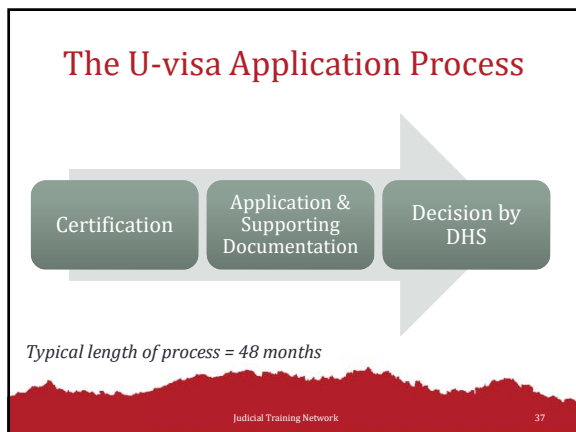 The U-visa Application Process
Certification
Application &
Supporting
Documentation
Decision by
DHS
Typical length of process = 48 months
Judicial Training Network
37